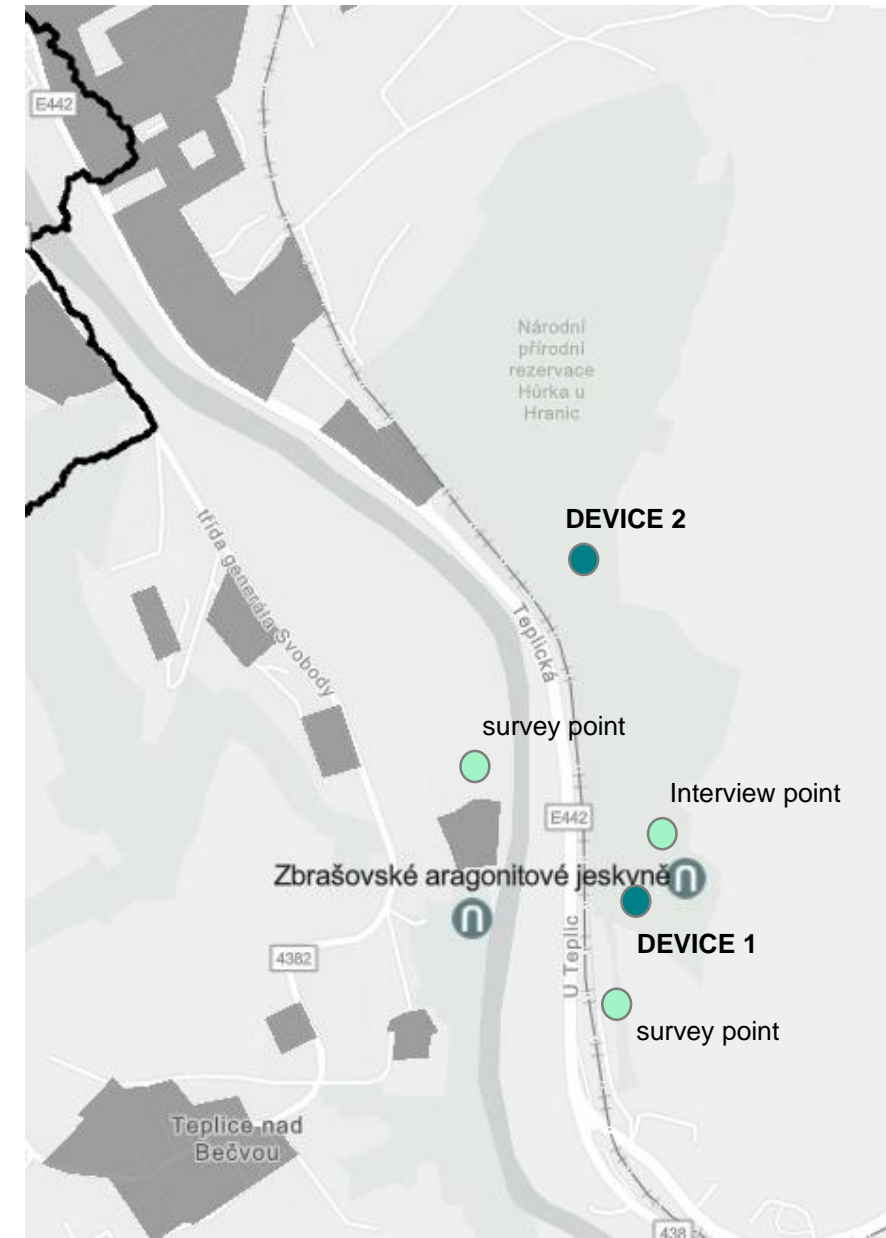 E442
Národní
přírodní
rezervace
Hůrka u
Hranic
DEVICE 2
třída generála Svobody
Teplická
survey point
Interview point
E442
Zbrašovské aragonitové jeskyně
DEVICE 1
4382
U Teplic
survey point
Teplice nad
Bečvou
438